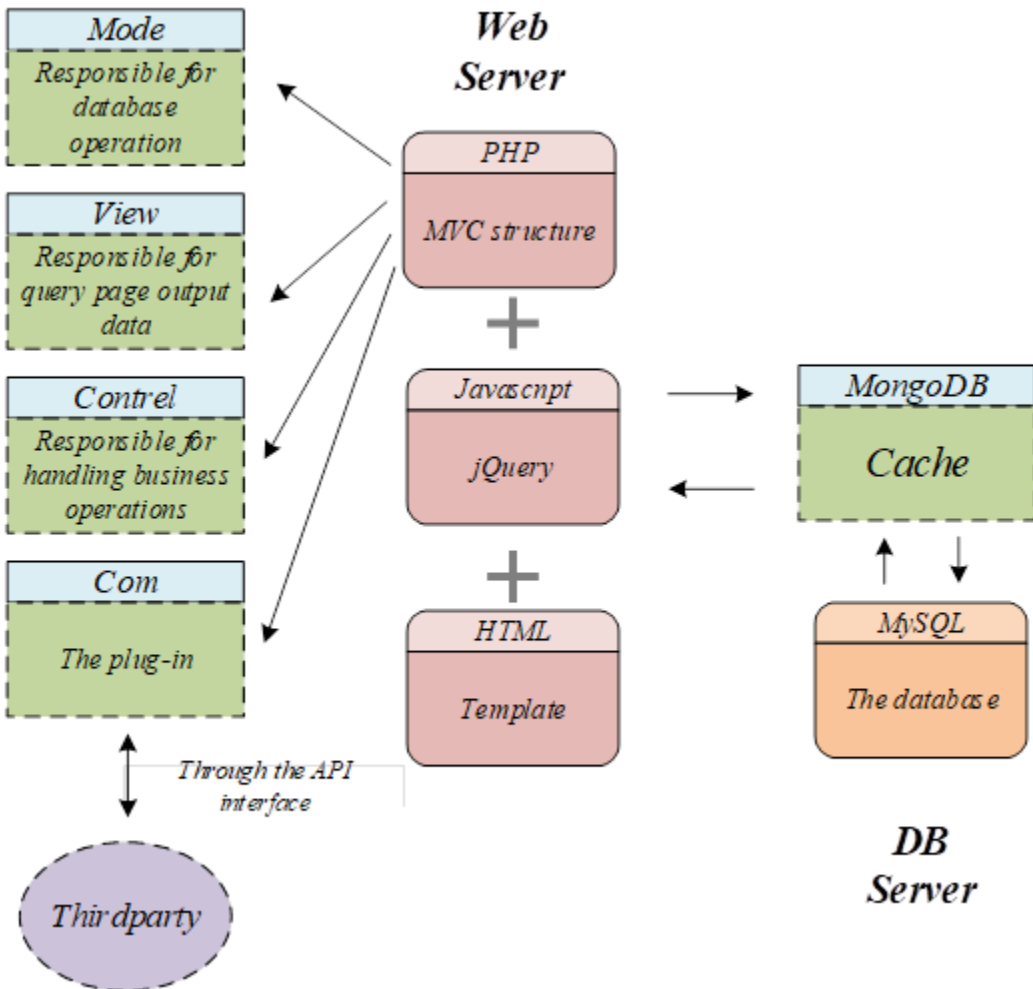 Mode
Responsible for
database
operation
View
Responsible for
query page output
data
Contrel
Responsible for
handling business
operations
Com
The plug-in
Through the API
interface
Thirdparty
Web
Server
PHP
MVC structure
Javascnpt
jQuery
HTML
Template
MongoDB
Cache
MySQL
The database
DB
Server